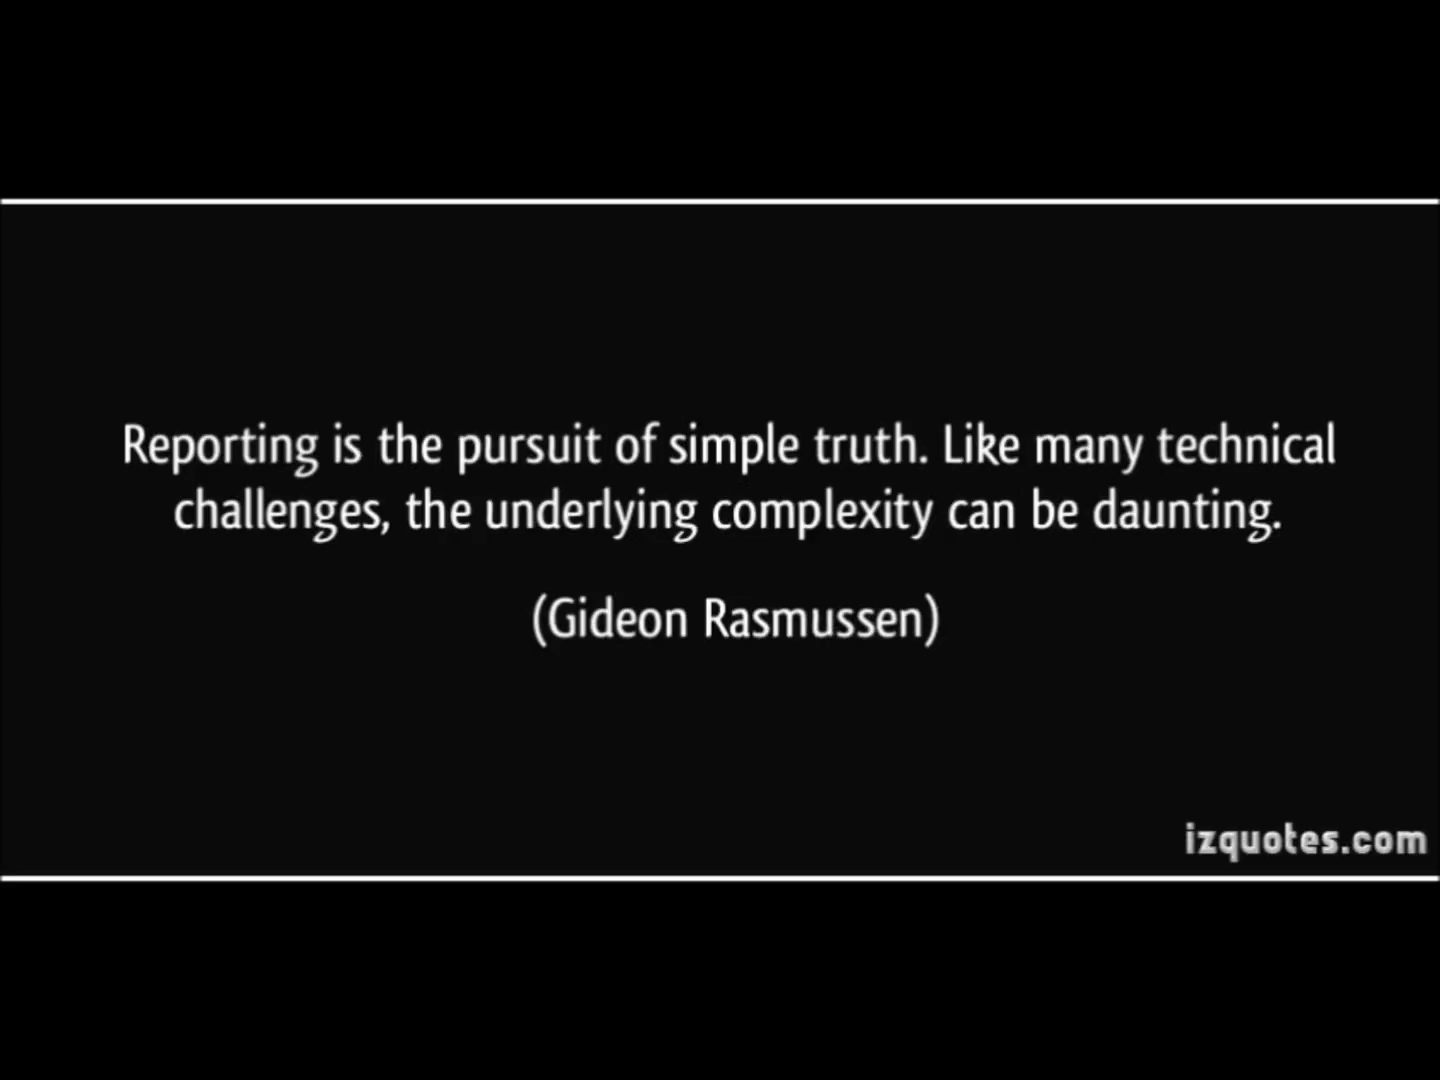 Reporting is the pursuit of simple truth. Like many technical
challenges, the underlying complexity can be daunting.
(Gideon Rasmussen)
izquotes.com